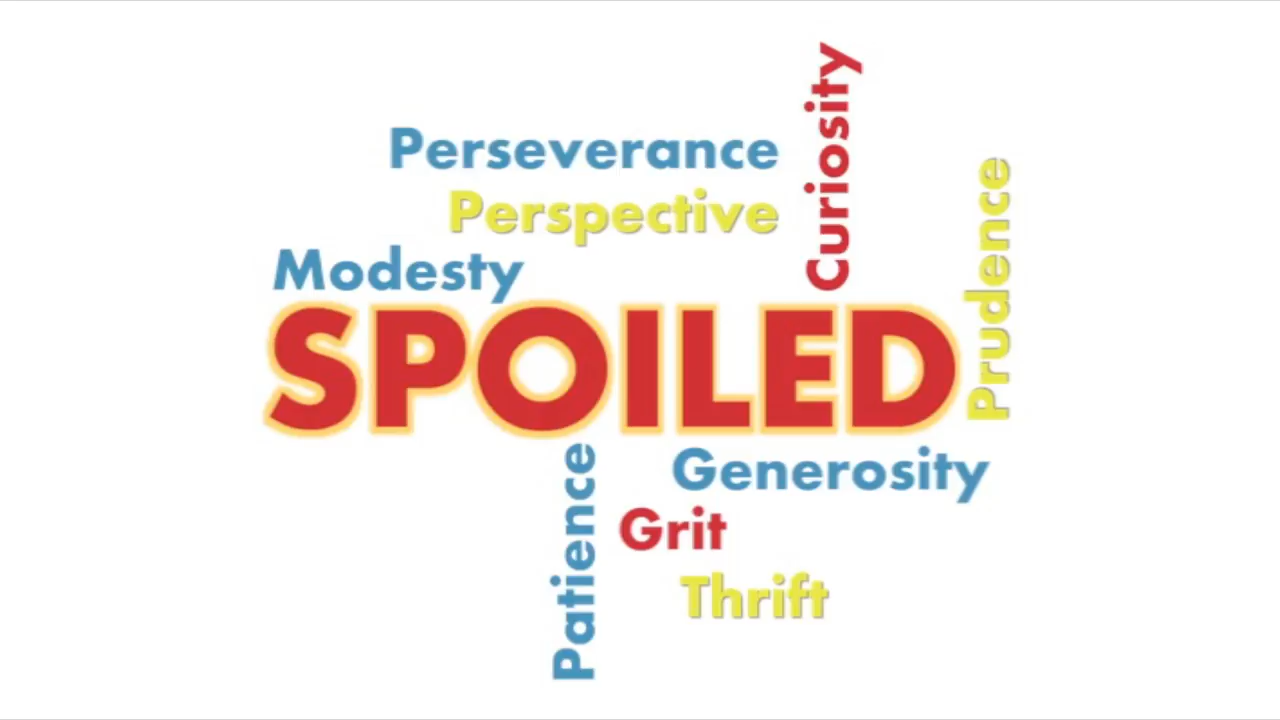 Curiosity
Perseverance
Prudence
Perspective
Modesty
SPOILED
Patience
Generosity
Grit
Thrift